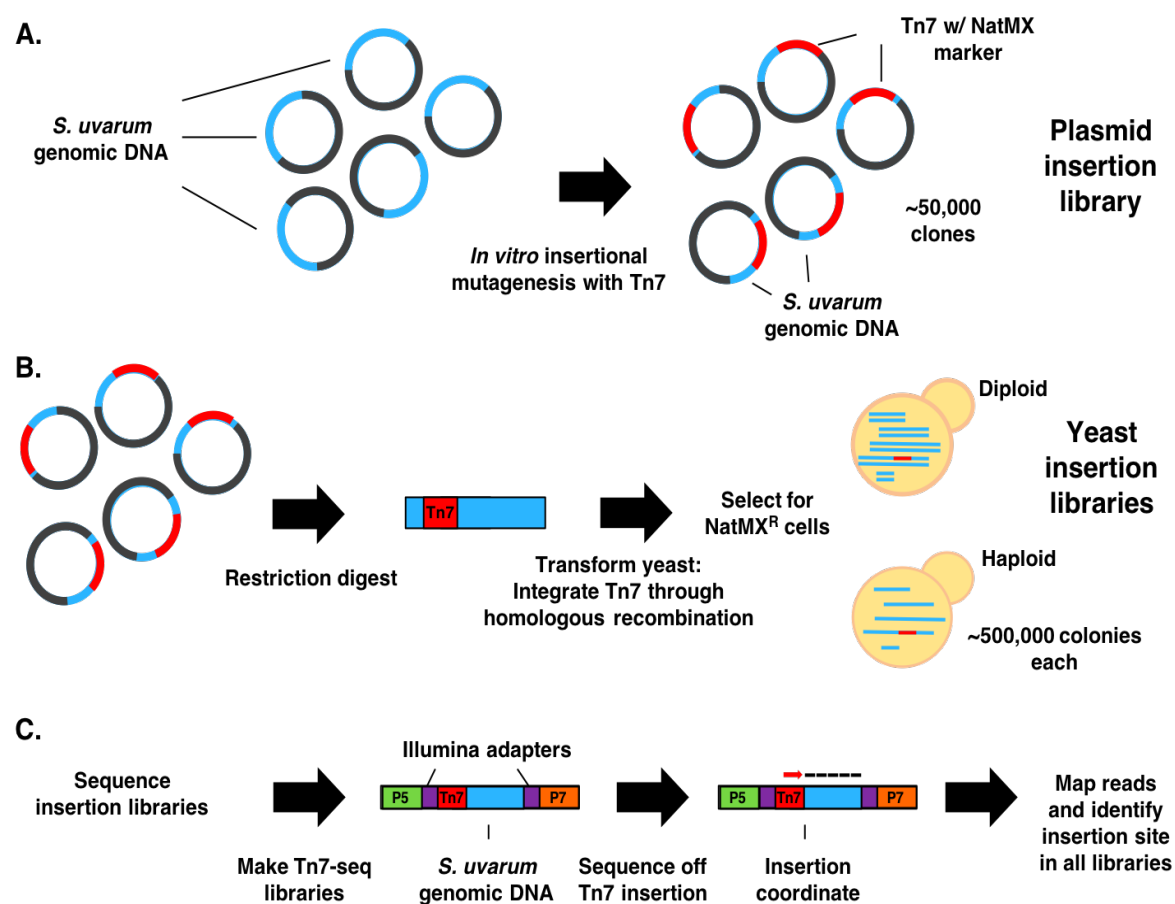 A.
S. uvarum
genomic DNA
In vitro insertional
mutagenesis with Tn7
Tn7 w/ NatMX
marker
~50,000
clones
S. uvarum
genomic DNA
Plasmid
insertion
library
B.
Restriction digest
Tn7
Transform yeast:
Integrate Tn7 through
homologous recombination
Select for
NatMXᴿ cells
Diploid
Haploid
~500,000 colonies
each
Yeast
insertion
libraries
C.
Sequence
insertion libraries
Make Tn7-seq
libraries
Illumina adapters
P5 Tn7 P7
S. uvarum
genomic DNA
Sequence off
Tn7 insertion
P5 Tn7 P7
Insertion
coordinate
Map reads
and identify
insertion site
in all libraries